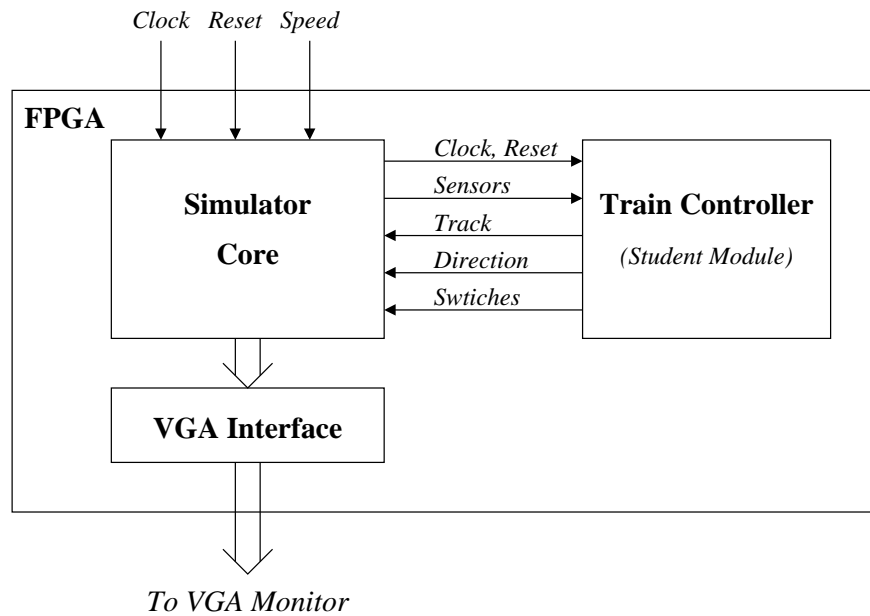 Clock Reset Speed
FPGA
Clock, Reset
Sensors
Simulator
Core
Track
Direction
Swtiches
Train Controller
(Student Module)
VGA Interface
To VGA Monitor